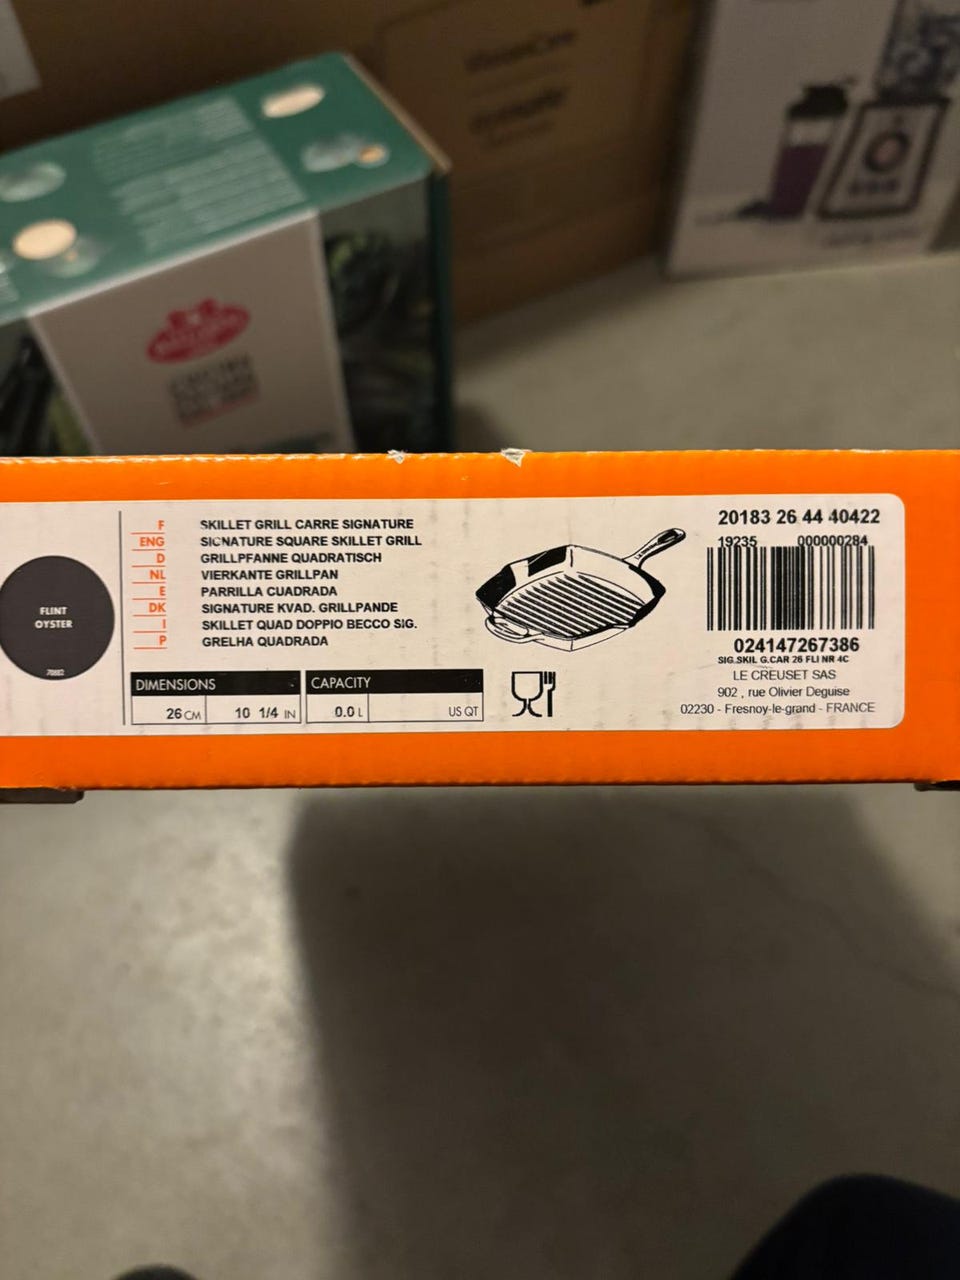 FLINT
OYSTER
70882
F SKILLET GRILL CARRE SIGNATURE
ENG SIGNATURE SQUARE SKILLET GRILL
D GRILLPFANNE QUADRATISCH
NL VIERKANTE GRILLPAN
E PARRILLA CUADRADA
DK SIGNATURE KVAD. GRILLPANDE
I SKILLET QUAD DOPPIO BECCO SIG.
P GRELHA QUADRADA
DIMENSIONS
26 CM 10 1/4 IN
CAPACITY
0.0 L US QT
20183 26 44 40422
19235 000000284
024147267386
SIG.SKIL G.CAR 26 FLI NR 4C
LE CREUSET SAS
902 , rue Olivier Deguise
02230 - Fresnoy-le-grand - FRANCE